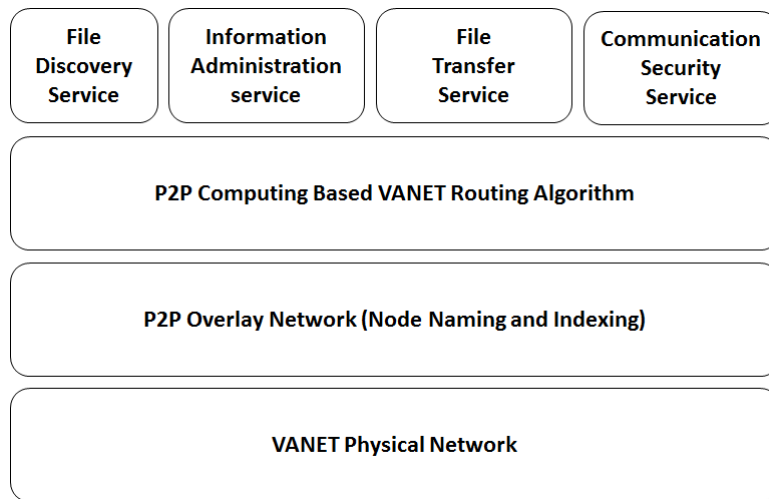 File
Discovery
Service
Information
Administration
service
File
Transfer
Service
Communication
Security
Service
P2P Computing Based VANET Routing Algorithm
P2P Overlay Network (Node Naming and Indexing)
VANET Physical Network